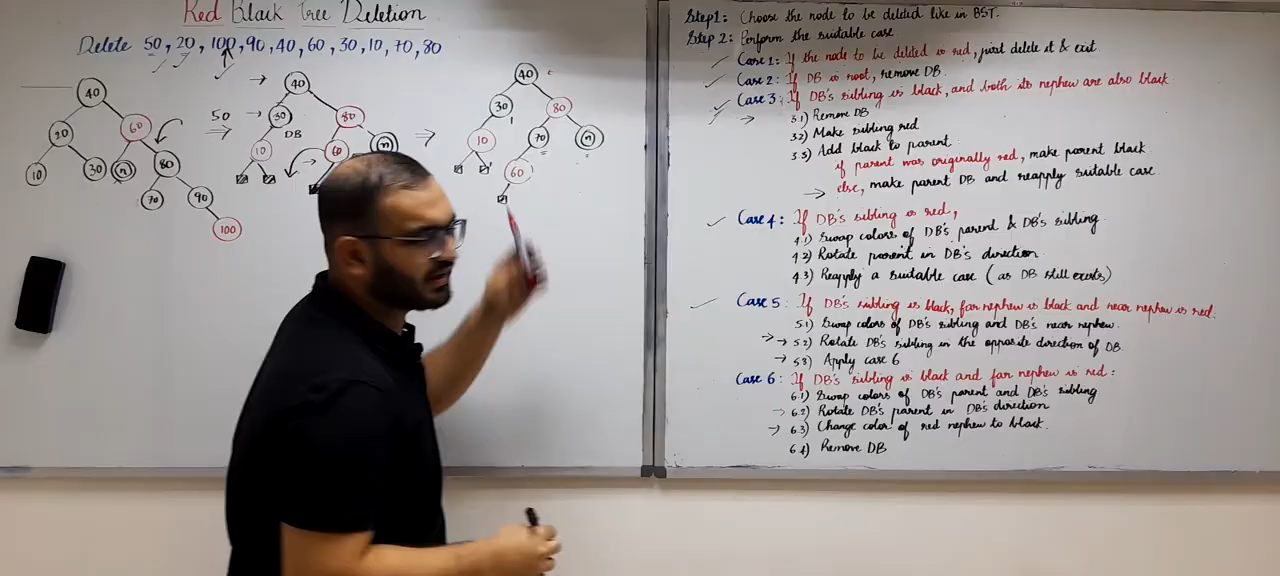 Red Black Tree Deletion
Delete 50, 20, 100, 90, 40, 60, 30, 10, 70, 80
40
20
60
10
30
n
80
70
90
100
50
40
30
DB
80
10
60
n
40
30
80
10
70
n
60
Step1: Choose the node to be deleted like in BST.
Step 2: Perform the suitable case
Case 1: If the node to be deleted is red, just delete it & exit.
Case 2: If DB is root, remove DB.
Case 3: If DB's sibling is black, and both its nephew are also black
3.1) Remove DB
3.2) Make sibling red
3.3) Add black to parent
if parent was originally red, make parent black
else, make parent DB and reapply suitable case.
Case 4: If DB's sibling is red,
4.1) Swap colors of DB's parent & DB's sibling.
4.2) Rotate parent in DB's direction.
4.3) Reapply a suitable case (as DB still exists)
Case 5: If DB's sibling is black, far nephew is black and near nephew is red.
5.1) Swap colors of DB's sibling and DB's near nephew.
5.2) Rotate DB's sibling in the opposite direction of DB.
5.3) Apply case 6
Case 6: If DB's sibling is black and far nephew is red:
6.1) Swap colors of DB's parent and DB's sibling
6.2) Rotate DB's parent in DB's direction
6.3) Change color of red nephew to black.
6.4) Remove DB